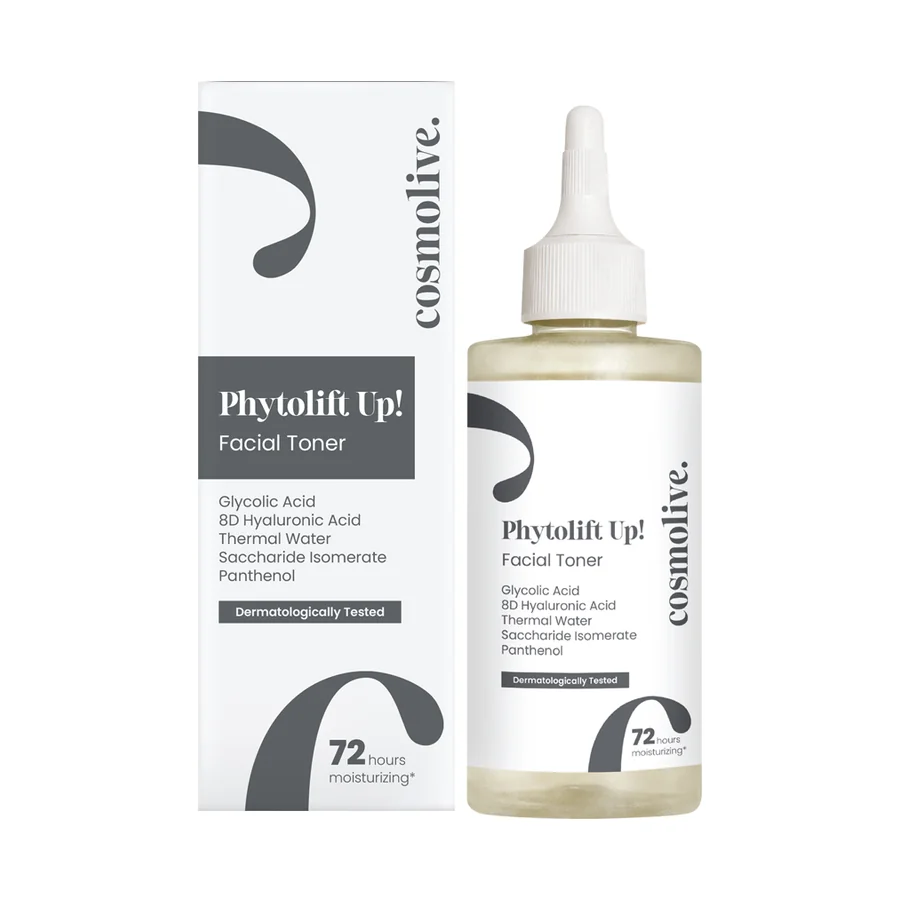 cosmolive.
Phytolift Up!
Facial Toner
Glycolic Acid
8D Hyaluronic Acid
Thermal Water
Saccharide Isomerate
Panthenol
Dermatologically Tested
72 hours
moisturizing*
cosmolive.
Phytolift Up!
Facial Toner
Glycolic Acid
8D Hyaluronic Acid
Thermal Water
Saccharide Isomerate
Panthenol
Dermatologically Tested
72 hours
moisturizing*